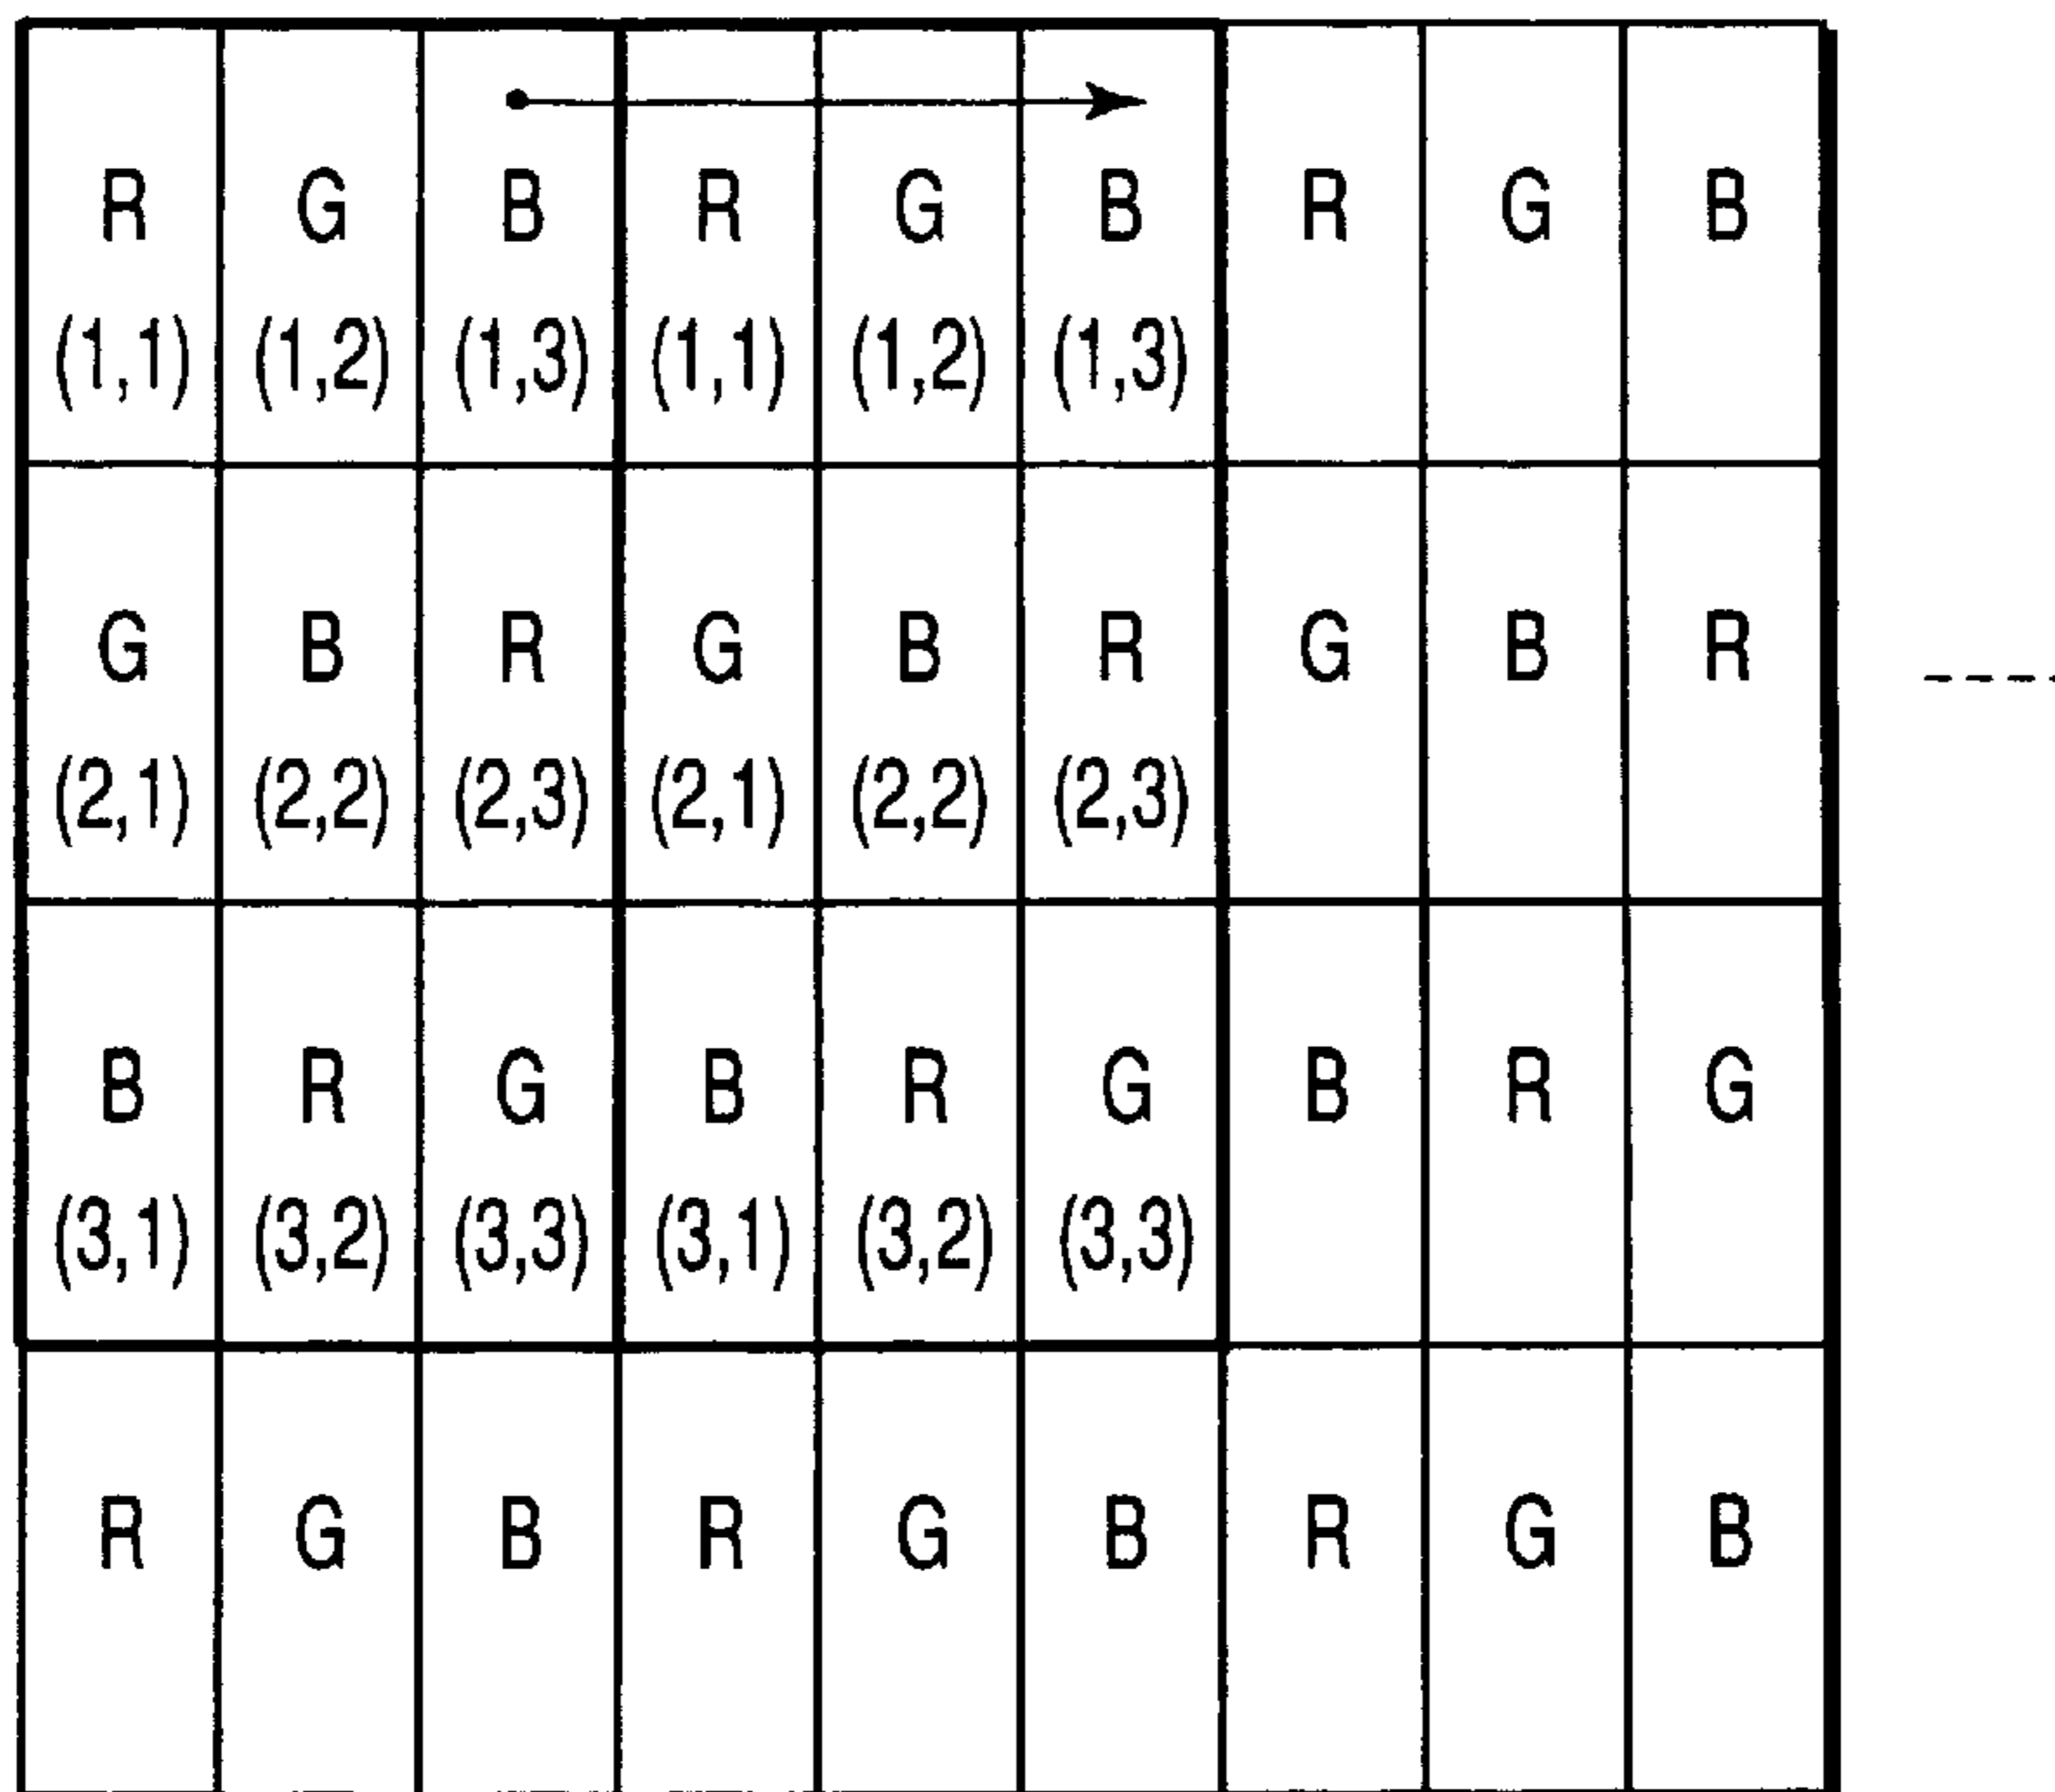 R G B R G B R G B
(1,1) (1,2) (1,3) (1,1) (1,2) (1,3)
G B R G B R G B R
(2,1) (2,2) (2,3) (2,1) (2,2) (2,3)
B R G B R G B R G
(3,1) (3,2) (3,3) (3,1) (3,2) (3,3)
R G B R G B R G B